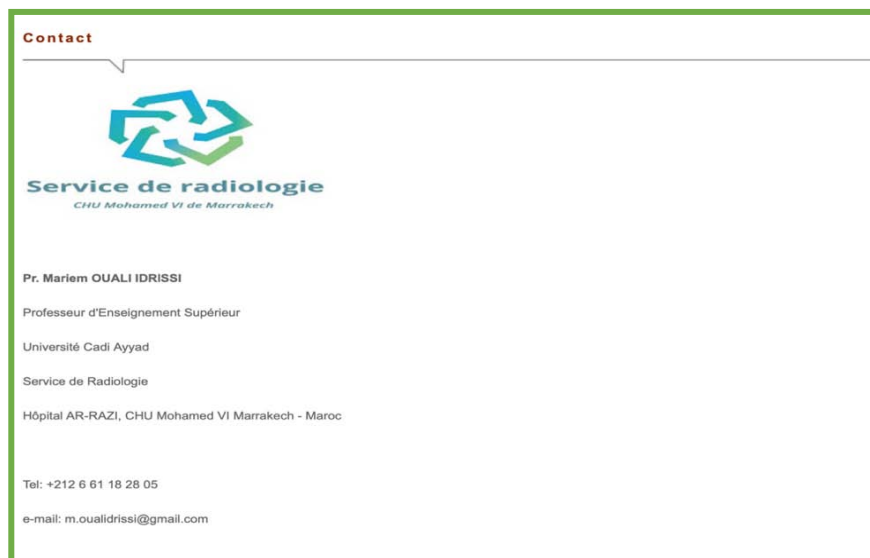 Contact
Service de radiologie
CHU Mohamed VI de Marrakech
Pr. Mariem OUALI IDRISSI
Professeur d'Enseignement Supérieur
Université Cadi Ayyad
Service de Radiologie
Hôpital AR-RAZI, CHU Mohamed VI Marrakech - Maroc
Tel: +212 6 61 18 28 05
e-mail: m.oualidrissi@gmail.com